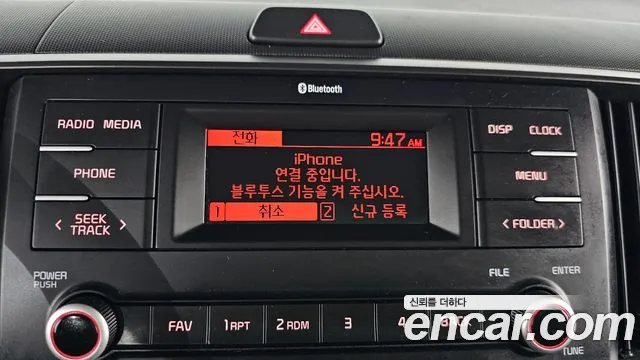 Bluetooth
RADIO MEDIA
전화 9:47 AM
DISP CLOCK
iPhone
연결 중입니다.
블루투스 기능을 켜 주십시오.
1 취소 2 신규 등록
PHONE
MENU
< SEEK TRACK >
< FOLDER >
POWER
PUSH
FILE
ENTER
FAV
1 RPT
2 RDM
3
4
신뢰를 더하다
encar.com
TUNE